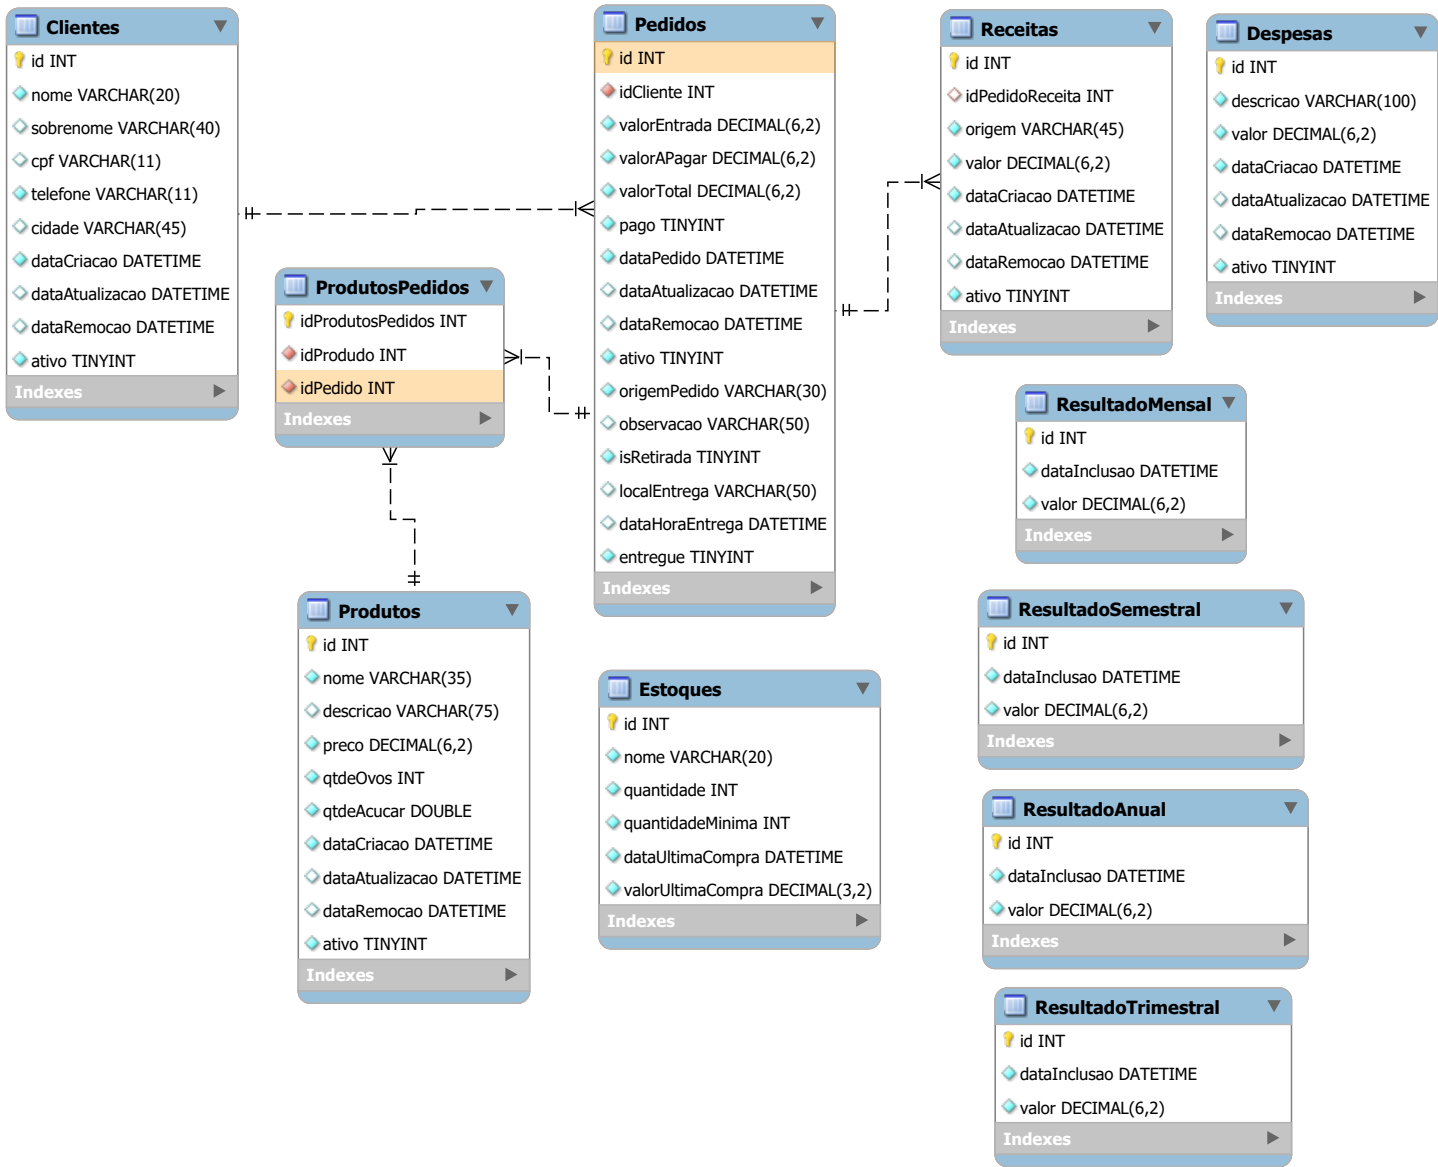 Clientes
id INT
nome VARCHAR(20)
sobrenome VARCHAR(40)
cpf VARCHAR(11)
telefone VARCHAR(11)
cidade VARCHAR(45)
dataCriacao DATETIME
dataAtualizacao DATETIME
dataRemocao DATETIME
ativo TINYINT
Indexes
ProdutosPedidos
idProdutosPedidos INT
idProdudo INT
idPedido INT
Indexes
Produtos
id INT
nome VARCHAR(35)
descricao VARCHAR(75)
preco DECIMAL(6,2)
qtdeOvos INT
qtdeAcucar DOUBLE
dataCriacao DATETIME
dataAtualizacao DATETIME
dataRemocao DATETIME
ativo TINYINT
Indexes
Pedidos
id INT
idCliente INT
valorEntrada DECIMAL(6,2)
valorAPagar DECIMAL(6,2)
valorTotal DECIMAL(6,2)
pago TINYINT
dataPedido DATETIME
dataAtualizacao DATETIME
dataRemocao DATETIME
ativo TINYINT
origemPedido VARCHAR(30)
observacao VARCHAR(50)
isRetirada TINYINT
localEntrega VARCHAR(50)
dataHoraEntrega DATETIME
entregue TINYINT
Indexes
Estoques
id INT
nome VARCHAR(20)
quantidade INT
quantidadeMinima INT
dataUltimaCompra DATETIME
valorUltimaCompra DECIMAL(3,2)
Indexes
Receitas
id INT
idPedidoReceita INT
origem VARCHAR(45)
valor DECIMAL(6,2)
dataCriacao DATETIME
dataAtualizacao DATETIME
dataRemocao DATETIME
ativo TINYINT
Indexes
Despesas
id INT
descricao VARCHAR(100)
valor DECIMAL(6,2)
dataCriacao DATETIME
dataAtualizacao DATETIME
dataRemocao DATETIME
ativo TINYINT
Indexes
ResultadoMensal
id INT
dataInclusao DATETIME
valor DECIMAL(6,2)
Indexes
ResultadoSemestral
id INT
dataInclusao DATETIME
valor DECIMAL(6,2)
Indexes
ResultadoAnual
id INT
dataInclusao DATETIME
valor DECIMAL(6,2)
Indexes
ResultadoTrimestral
id INT
dataInclusao DATETIME
valor DECIMAL(6,2)
Indexes